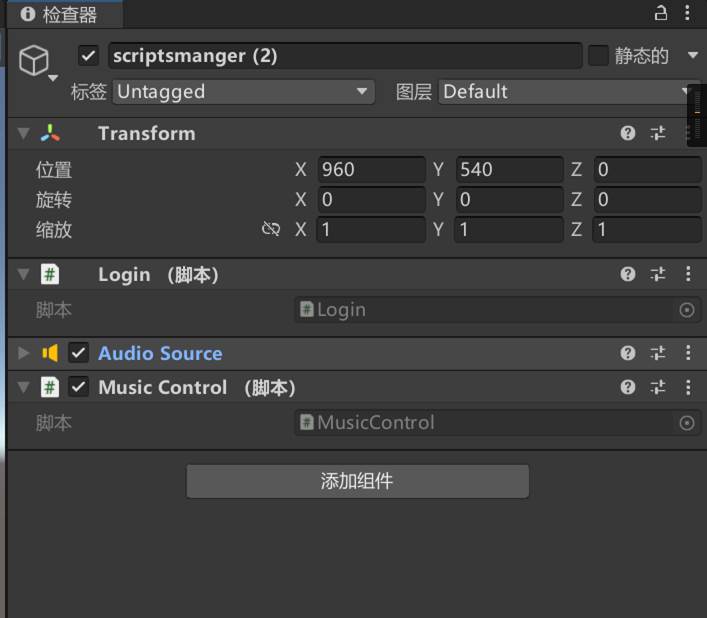 检查器
scriptsmanger (2) 静态的
标签 Untagged 图层 Default
Transform
位置 X 960 Y 540 Z 0
旋转 X 0 Y 0 Z 0
缩放 X 1 Y 1 Z 1
# Login （脚本）
脚本 # Login
Audio Source
# Music Control （脚本）
脚本 # MusicControl
添加组件